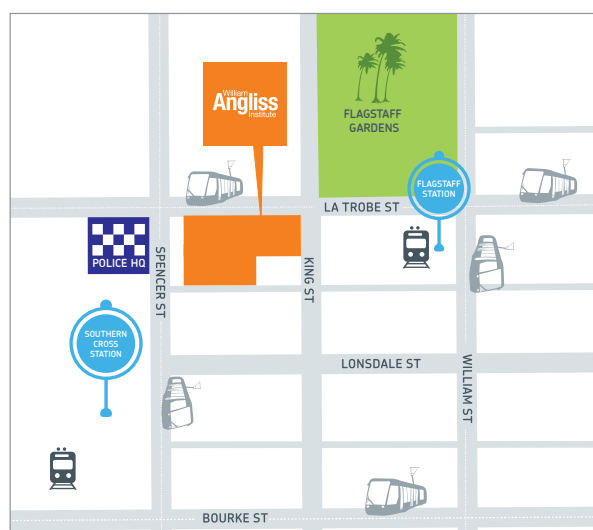 William
Angliss
Institute
FLAGSTAFF
GARDENS
FLAGSTAFF
STATION
LA TROBE ST
POLICE HQ
SPENCER ST
KING ST
SOUTHERN
CROSS
STATION
LONSDALE ST
WILLIAM ST
BOURKE ST